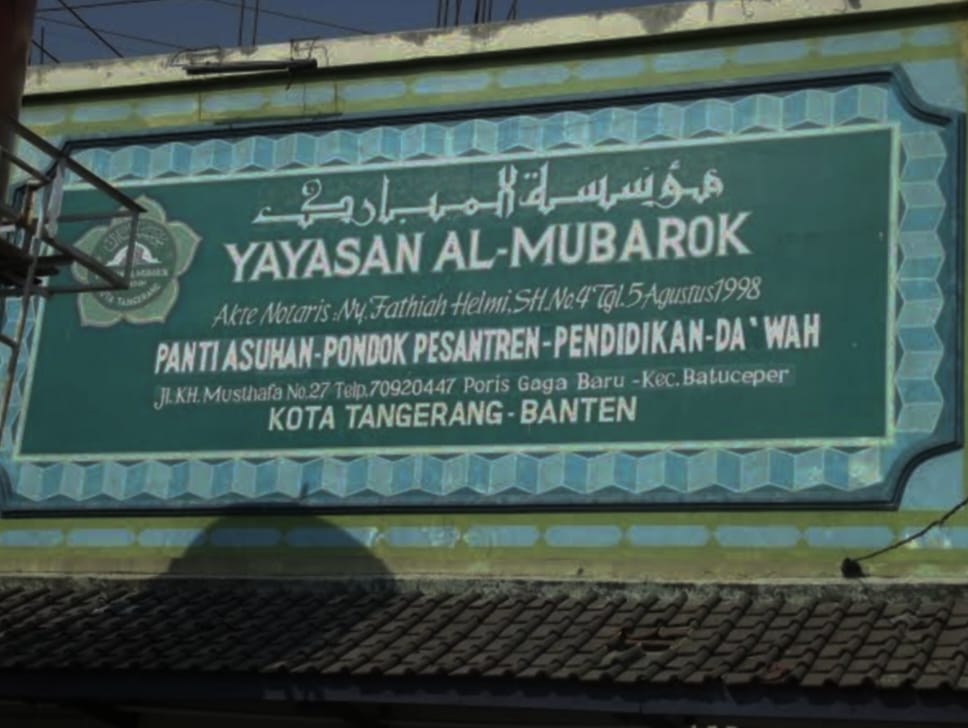 مؤسسة المبارك
YAYASAN AL-MUBAROK
Akte Notaris : Ny. Fathiah Helmi, SH. No.4 Tgl. 5 Agustus 1998
PANTI ASUHAN-PONDOK PESANTREN-PENDIDIKAN-DA`WAH
Jl. KH. Musthafa No.27 Telp. 70920447 Poris Gaga Baru -Kec. Batuceper
KOTA TANGERANG - BANTEN
KOTA TANGERANG